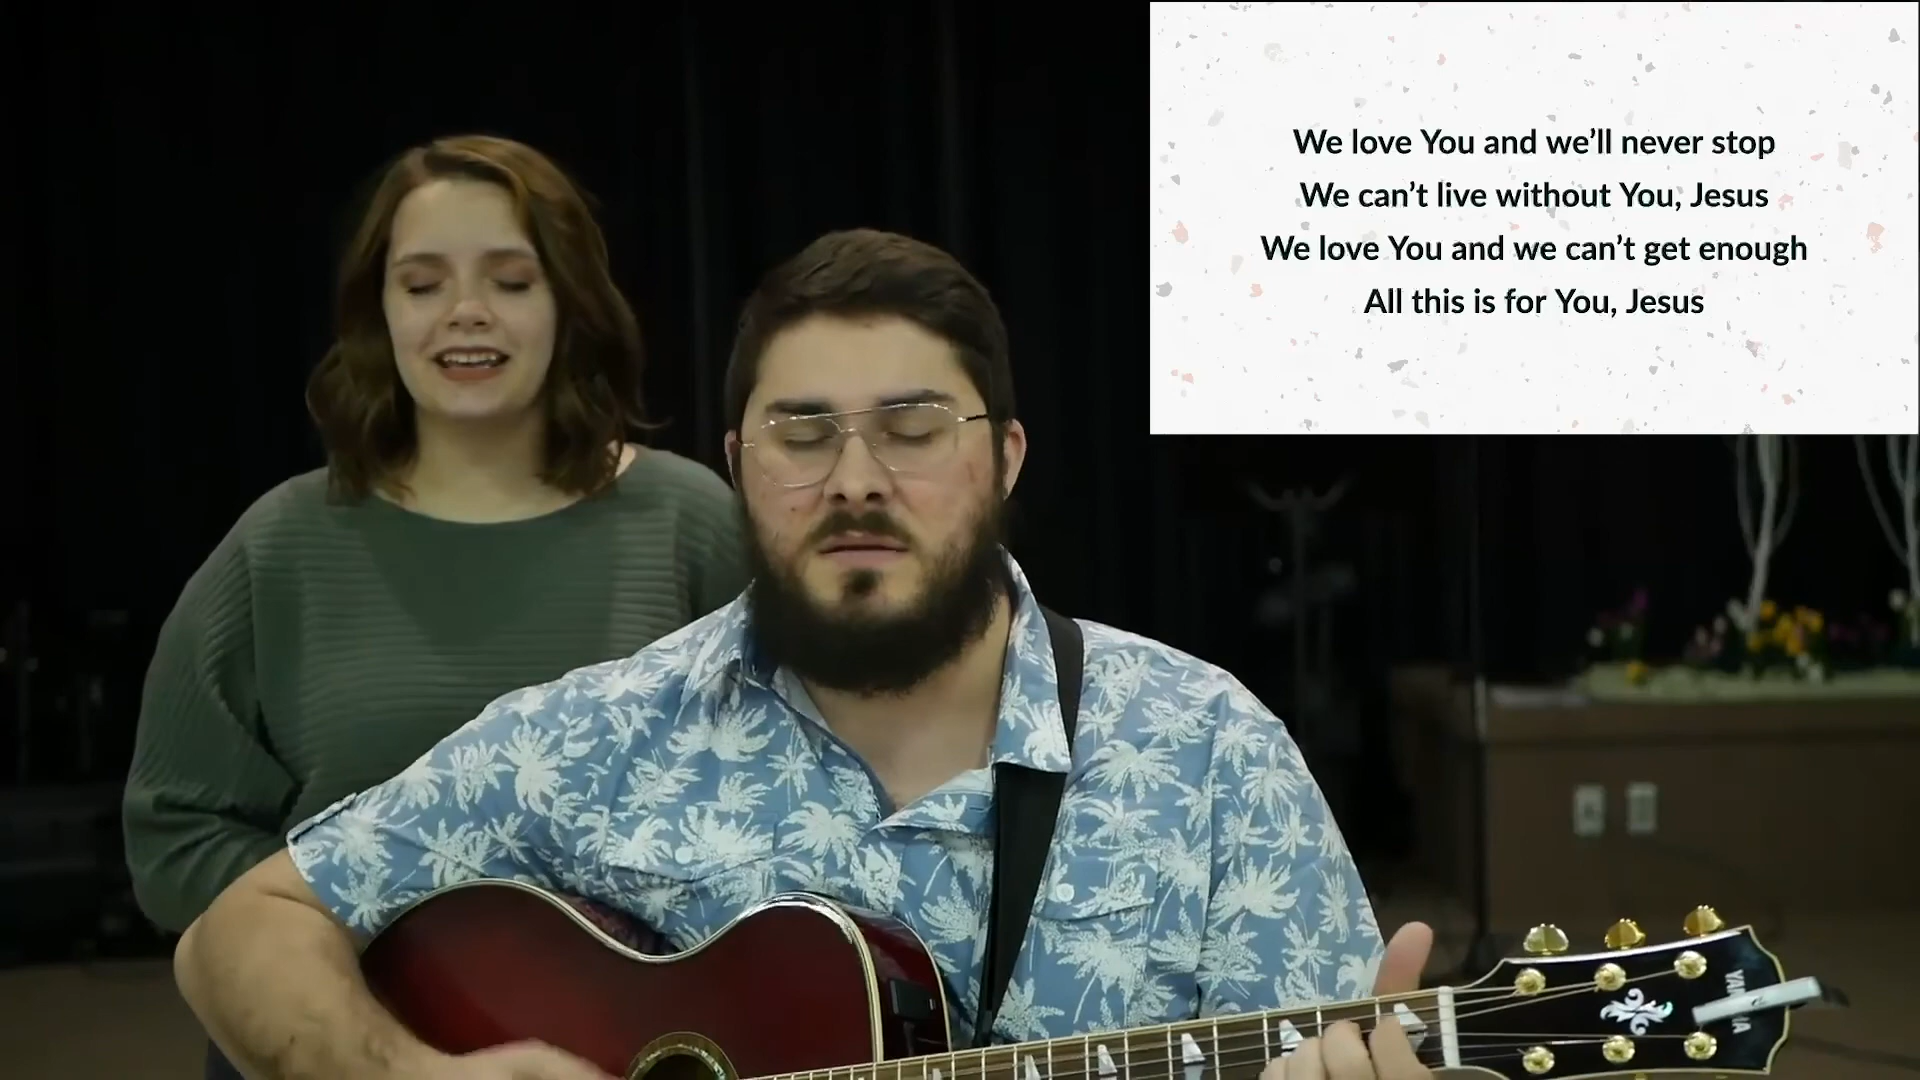 We love You and we'll never stop
We can't live without You, Jesus
We love You and we can't get enough
All this is for You, Jesus